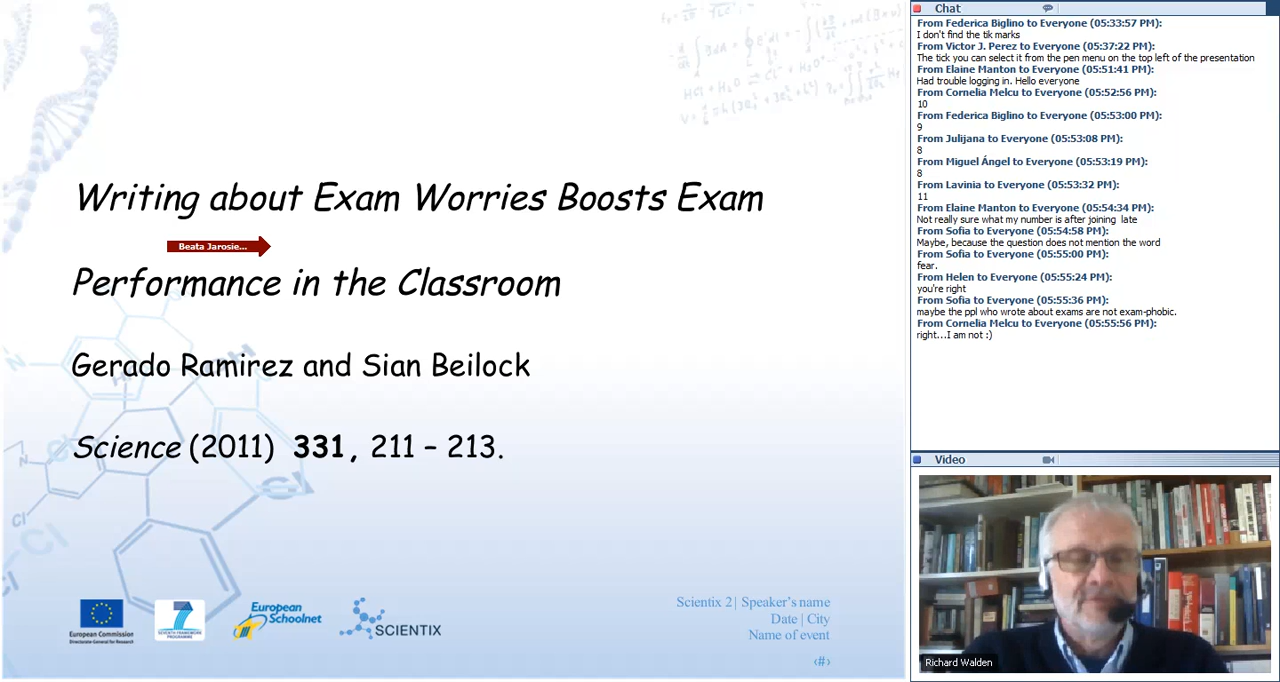 Writing about Exam Worries Boosts Exam
Beata Jarosie...
Performance in the Classroom
Gerado Ramirez and Sian Beilock
Science (2011) 331, 211 – 213.
European Commission
Directorate-General for Research
7
SEVENTH FRAMEWORK
PROGRAMME
European
Schoolnet
SCIENTIX
Scientix 2| Speaker's name
Date | City
Name of event
‹#›
Chat
From Federica Biglino to Everyone (05:33:57 PM):
I don't find the tik marks
From Victor J. Perez to Everyone (05:37:22 PM):
The tick you can select it from the pen menu on the top left of the presentation
From Elaine Manton to Everyone (05:51:41 PM):
Had trouble logging in. Hello everyone
From Cornelia Melcu to Everyone (05:52:56 PM):
10
From Federica Biglino to Everyone (05:53:00 PM):
9
From Julijana to Everyone (05:53:08 PM):
8
From Miguel Ángel to Everyone (05:53:19 PM):
8
From Lavinia to Everyone (05:53:32 PM):
11
From Elaine Manton to Everyone (05:54:34 PM):
Not really sure what my number is after joining late
From Sofia to Everyone (05:54:58 PM):
Maybe, because the question does not mention the word
From Sofia to Everyone (05:55:00 PM):
fear.
From Helen to Everyone (05:55:24 PM):
you're right
From Sofia to Everyone (05:55:36 PM):
maybe the ppl who wrote about exams are not exam-phobic.
From Cornelia Melcu to Everyone (05:55:56 PM):
right...I am not :)
Video
Richard Walden